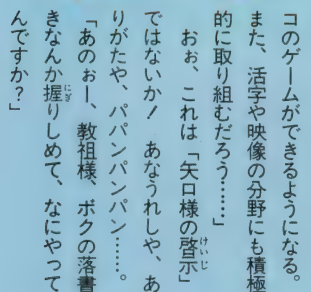 コのゲームができるようになる。
また、活字や映像の分野にも積極
的に取り組むだろう……」
おぉ、これは「矢口様の啓示」
けいじ
ではないか！　あなうれしや、あ
りがたや、パパンパンパン……。
「あのぉー、教祖様、ボクの落書
きなんか握りしめて、なにやって
にぎ
んですか？」